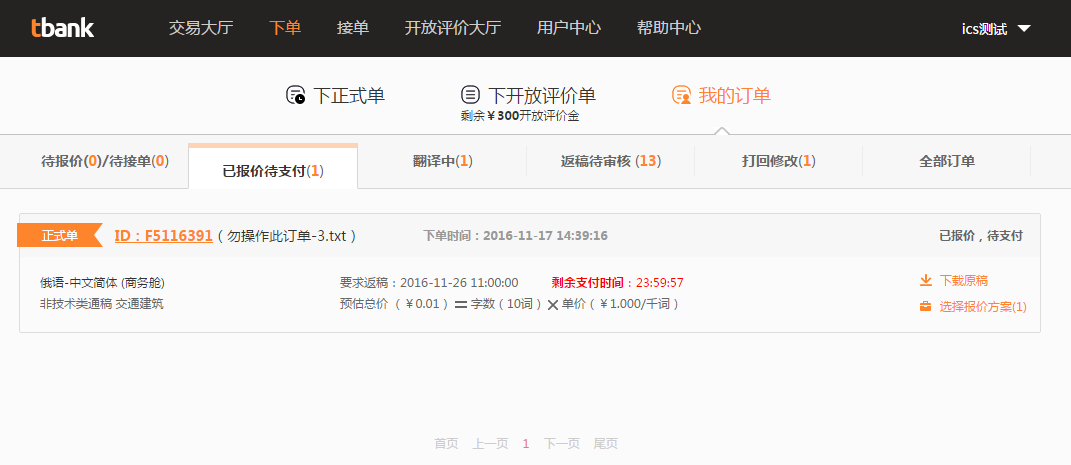 tbank 交易大厅 下单 接单 开放评价大厅 用户中心 帮助中心 ics测试
下正式单 下开放评价单 我的订单
剩余￥300开放评价金
待报价(0)/待接单(0) 已报价待支付(1) 翻译中(1) 返稿待审核 (13) 打回修改(1) 全部订单
正式单 ID：F5116391 ( 勿操作此订单-3.txt ) 下单时间：2016-11-17 14:39:16 已报价，待支付
俄语-中文简体 (商务舱) 要求返稿：2016-11-26 11:00:00 剩余支付时间：23:59:57 下载原稿
非技术类通稿 交通建筑 预估总价 ( ￥0.01 ) = 字数 ( 10词 ) × 单价 ( ￥1.000/千词 ) 选择报价方案(1)
首页 上一页 1 下一页 尾页